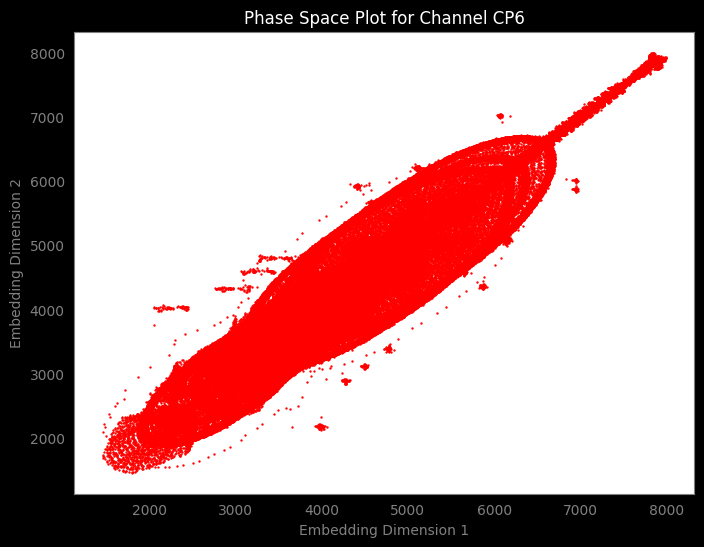 Phase Space Plot for Channel CP6
8000
7000
6000
5000
4000
3000
2000
Embedding Dimension 2
2000 3000 4000 5000 6000 7000 8000
Embedding Dimension 1